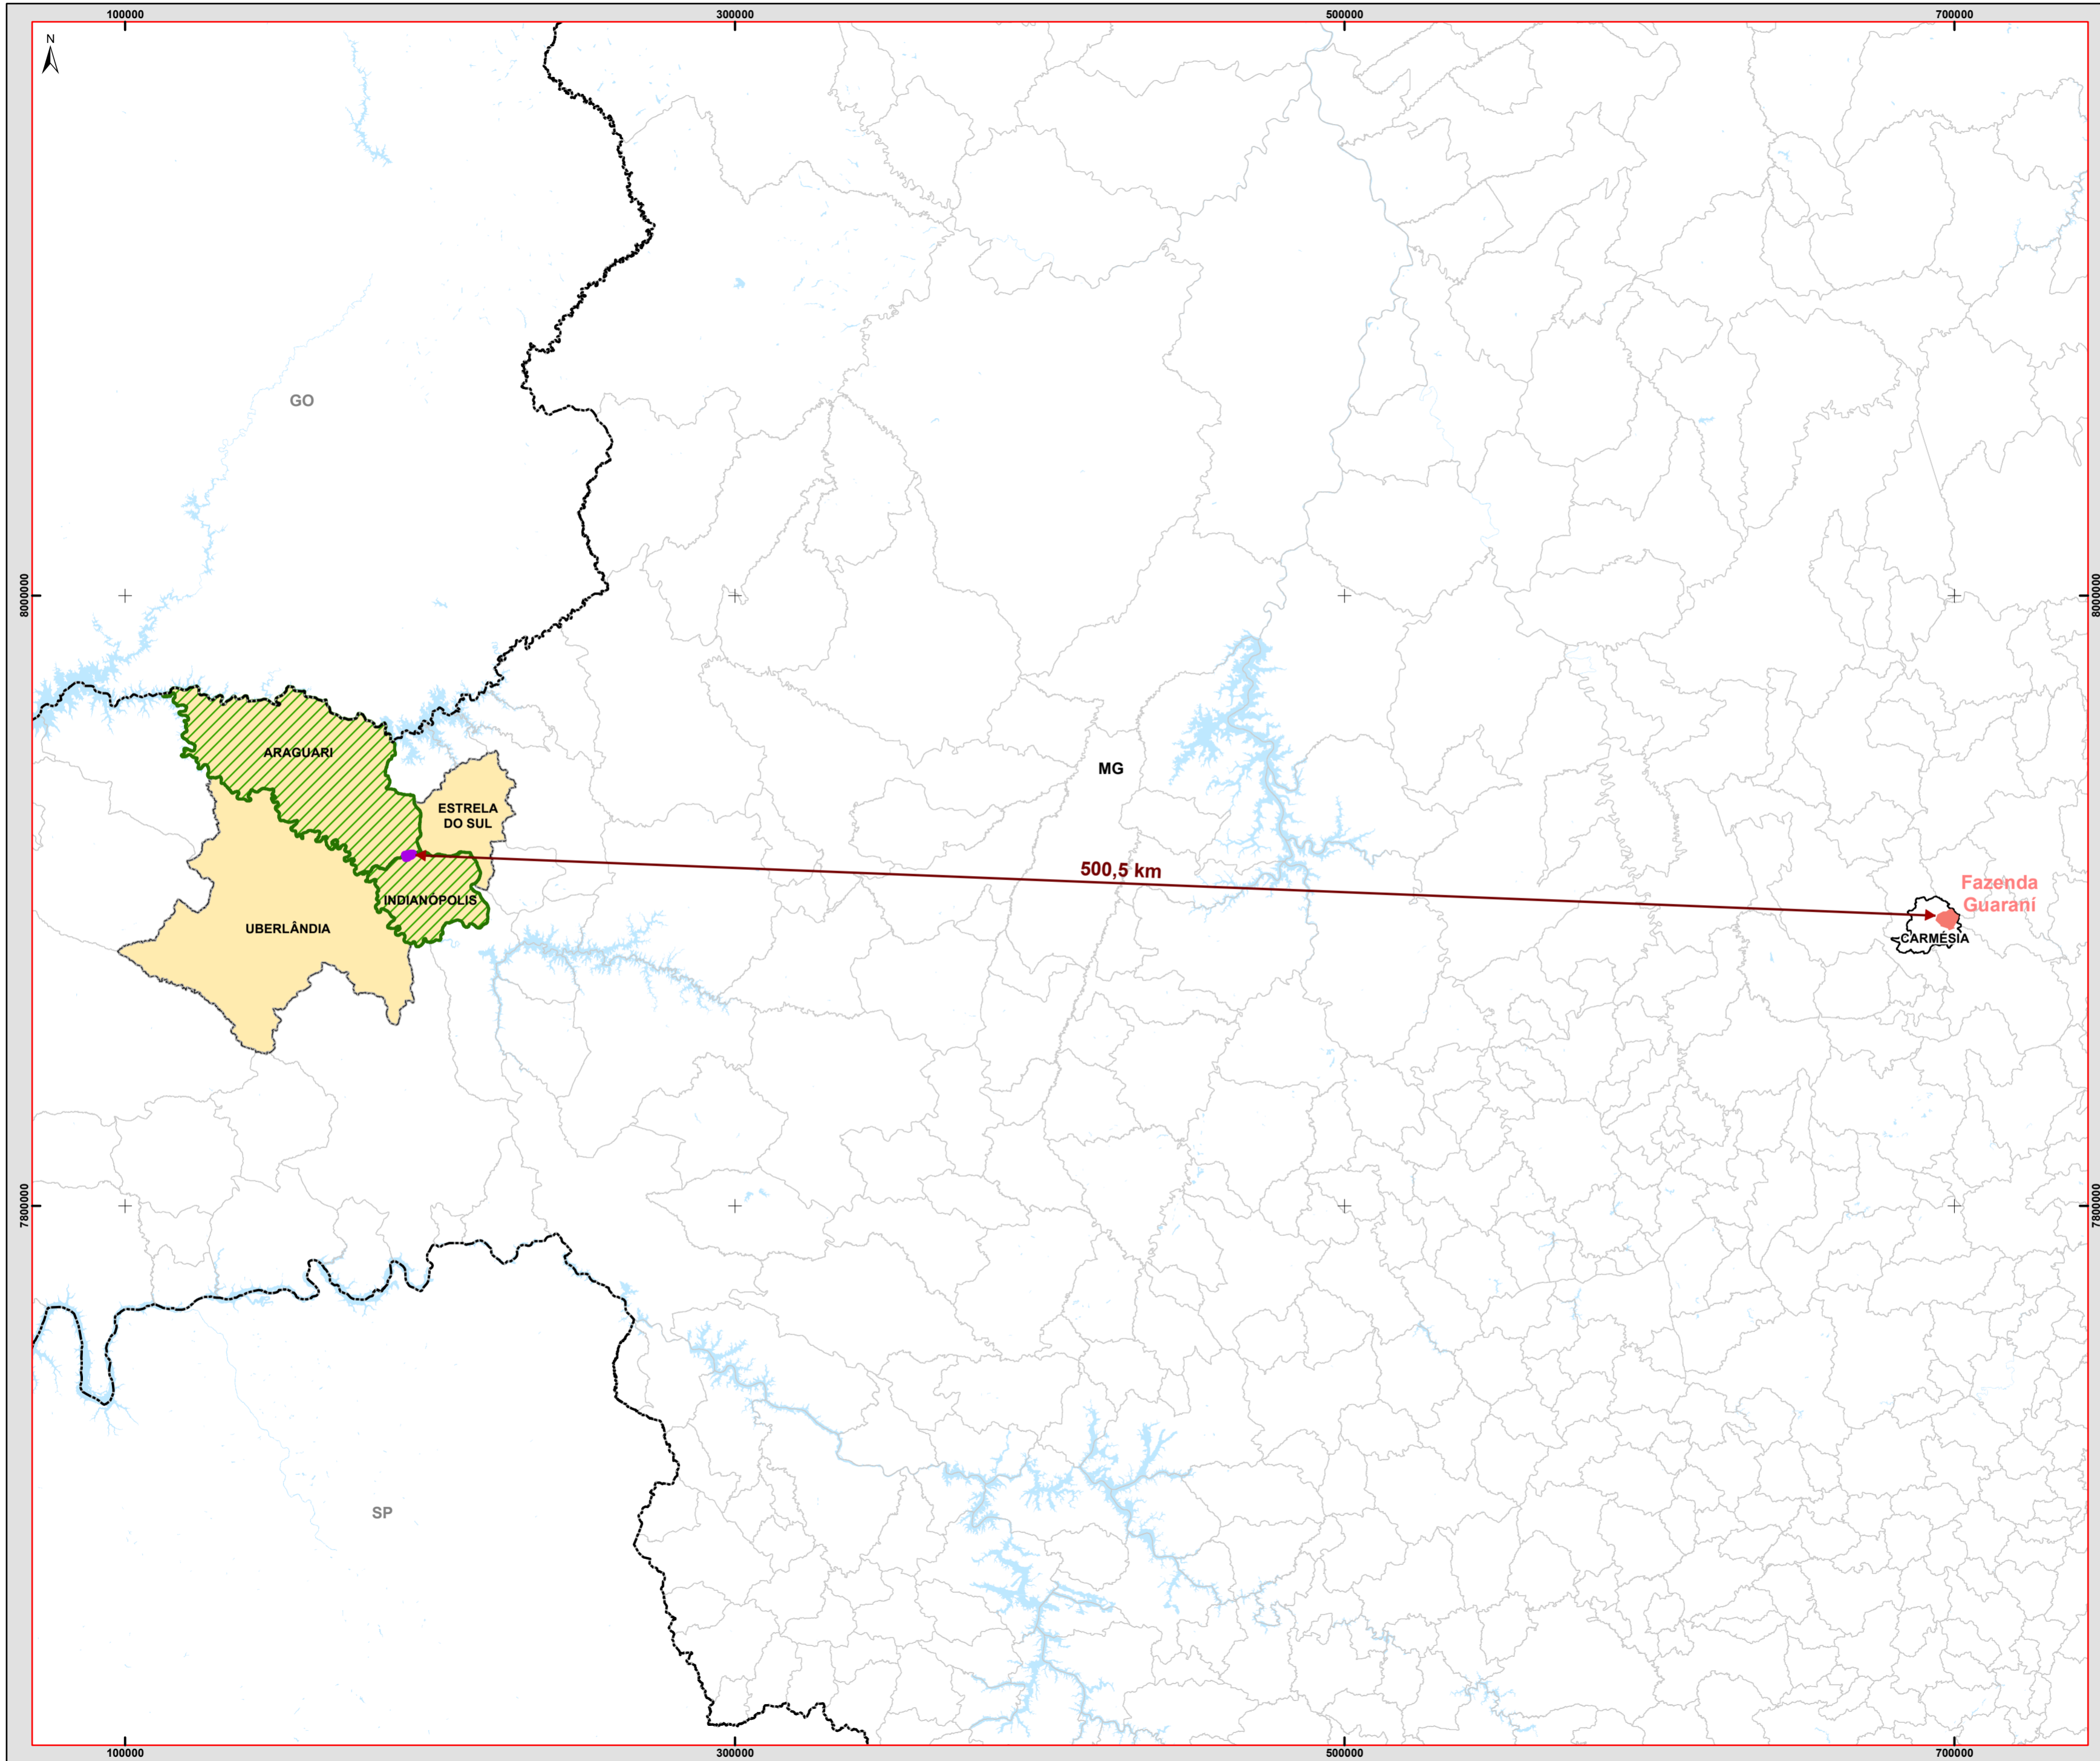 100000
300000
500000
700000
N
GO
8000000
8000000
ARAGUARI
MG
ESTRELA
DO SUL
500,5 km
Fazenda
Guaraní
INDIANÓPOLIS
UBERLÂNDIA
CARMÉSIA
7800000
7800000
SP
100000
300000
500000
700000